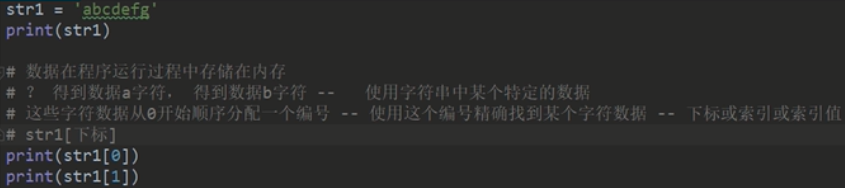 str1 = 'abcdefg'
print(str1)
# 数据在程序运行过程中存储在内存
# ？ 得到数据a字符， 得到数据b字符 -- 使用字符串中某个特定的数据
# 这些字符数据从0开始顺序分配一个编号 -- 使用这个编号精确找到某个字符数据 -- 下标或索引或索引值
# str1[下标]
print(str1[0])
print(str1[1])